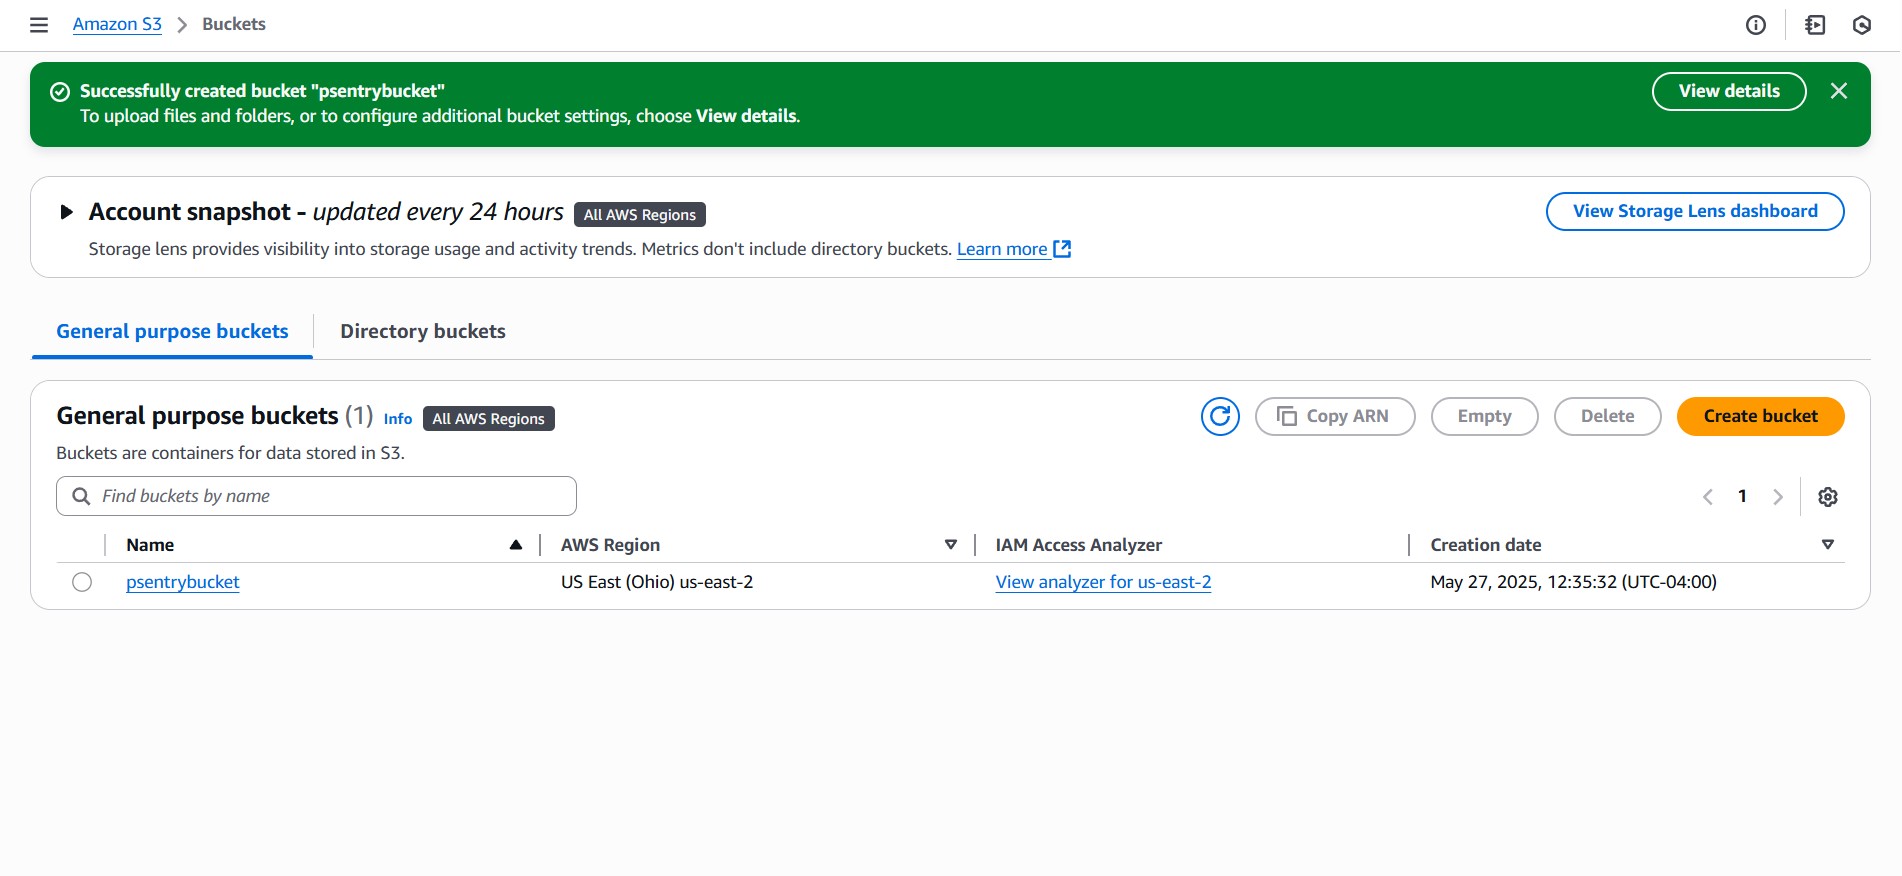 Amazon S3 > Buckets
Successfully created bucket "psentrybucket"
To upload files and folders, or to configure additional bucket settings, choose View details.
View details
Account snapshot - updated every 24 hours All AWS Regions
View Storage Lens dashboard
Storage lens provides visibility into storage usage and activity trends. Metrics don't include directory buckets. Learn more
General purpose buckets Directory buckets
General purpose buckets (1) Info All AWS Regions
Copy ARN Empty Delete Create bucket
Buckets are containers for data stored in S3.
Find buckets by name
1
Name AWS Region IAM Access Analyzer Creation date
psentrybucket US East (Ohio) us-east-2 View analyzer for us-east-2 May 27, 2025, 12:35:32 (UTC-04:00)